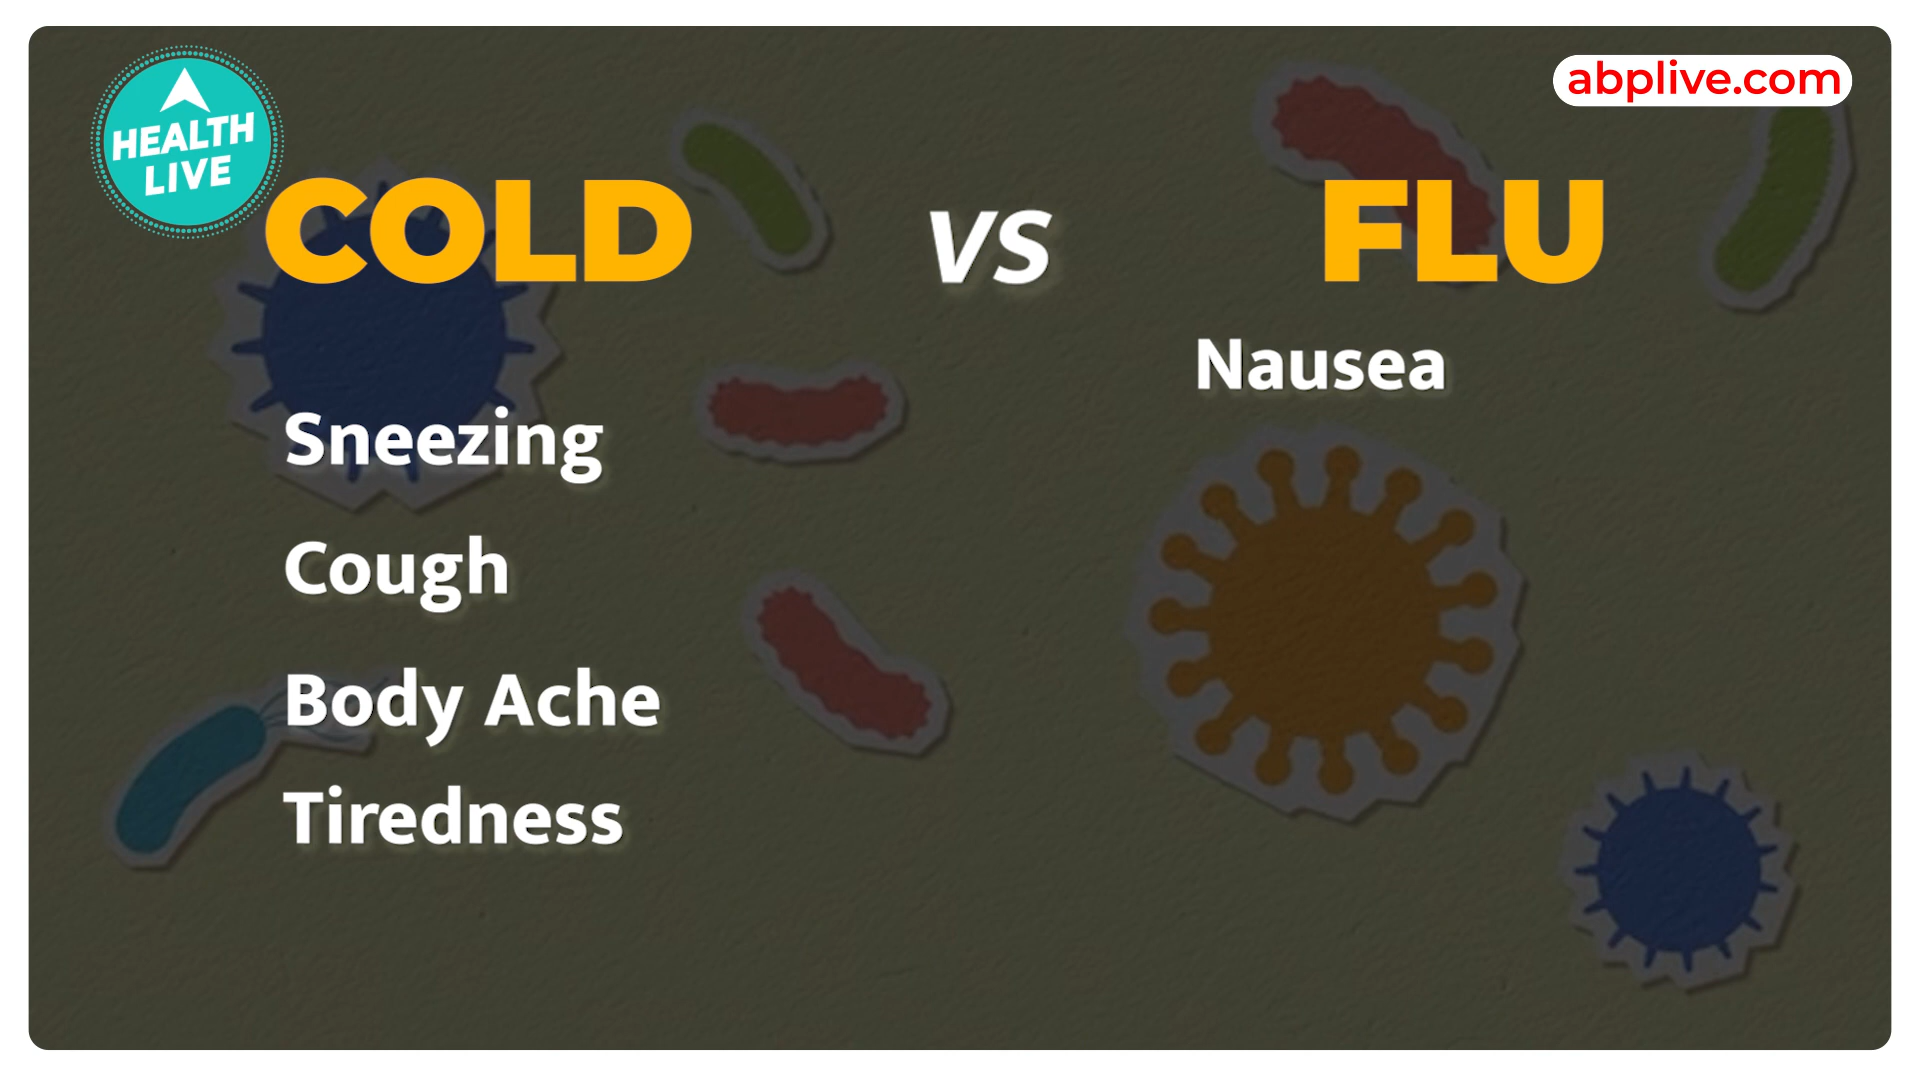 HEALTH
LIVE
abplive.com
COLD
VS
FLU
Sneezing
Cough
Body Ache
Tiredness
Nausea